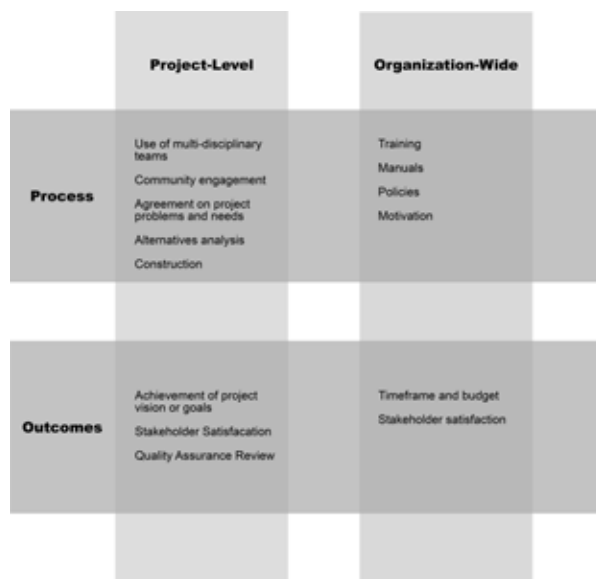 Project-Level
Organization-Wide
Process
Use of multi-disciplinary
teams
Community engagement
Agreement on project
problems and needs
Alternatives analysis
Construction
Training
Manuals
Policies
Motivation
Outcomes
Achievement of project
vision or goals
Stakeholder Satisfacation
Quality Assurance Review
Timeframe and budget
Stakeholder satisfaction